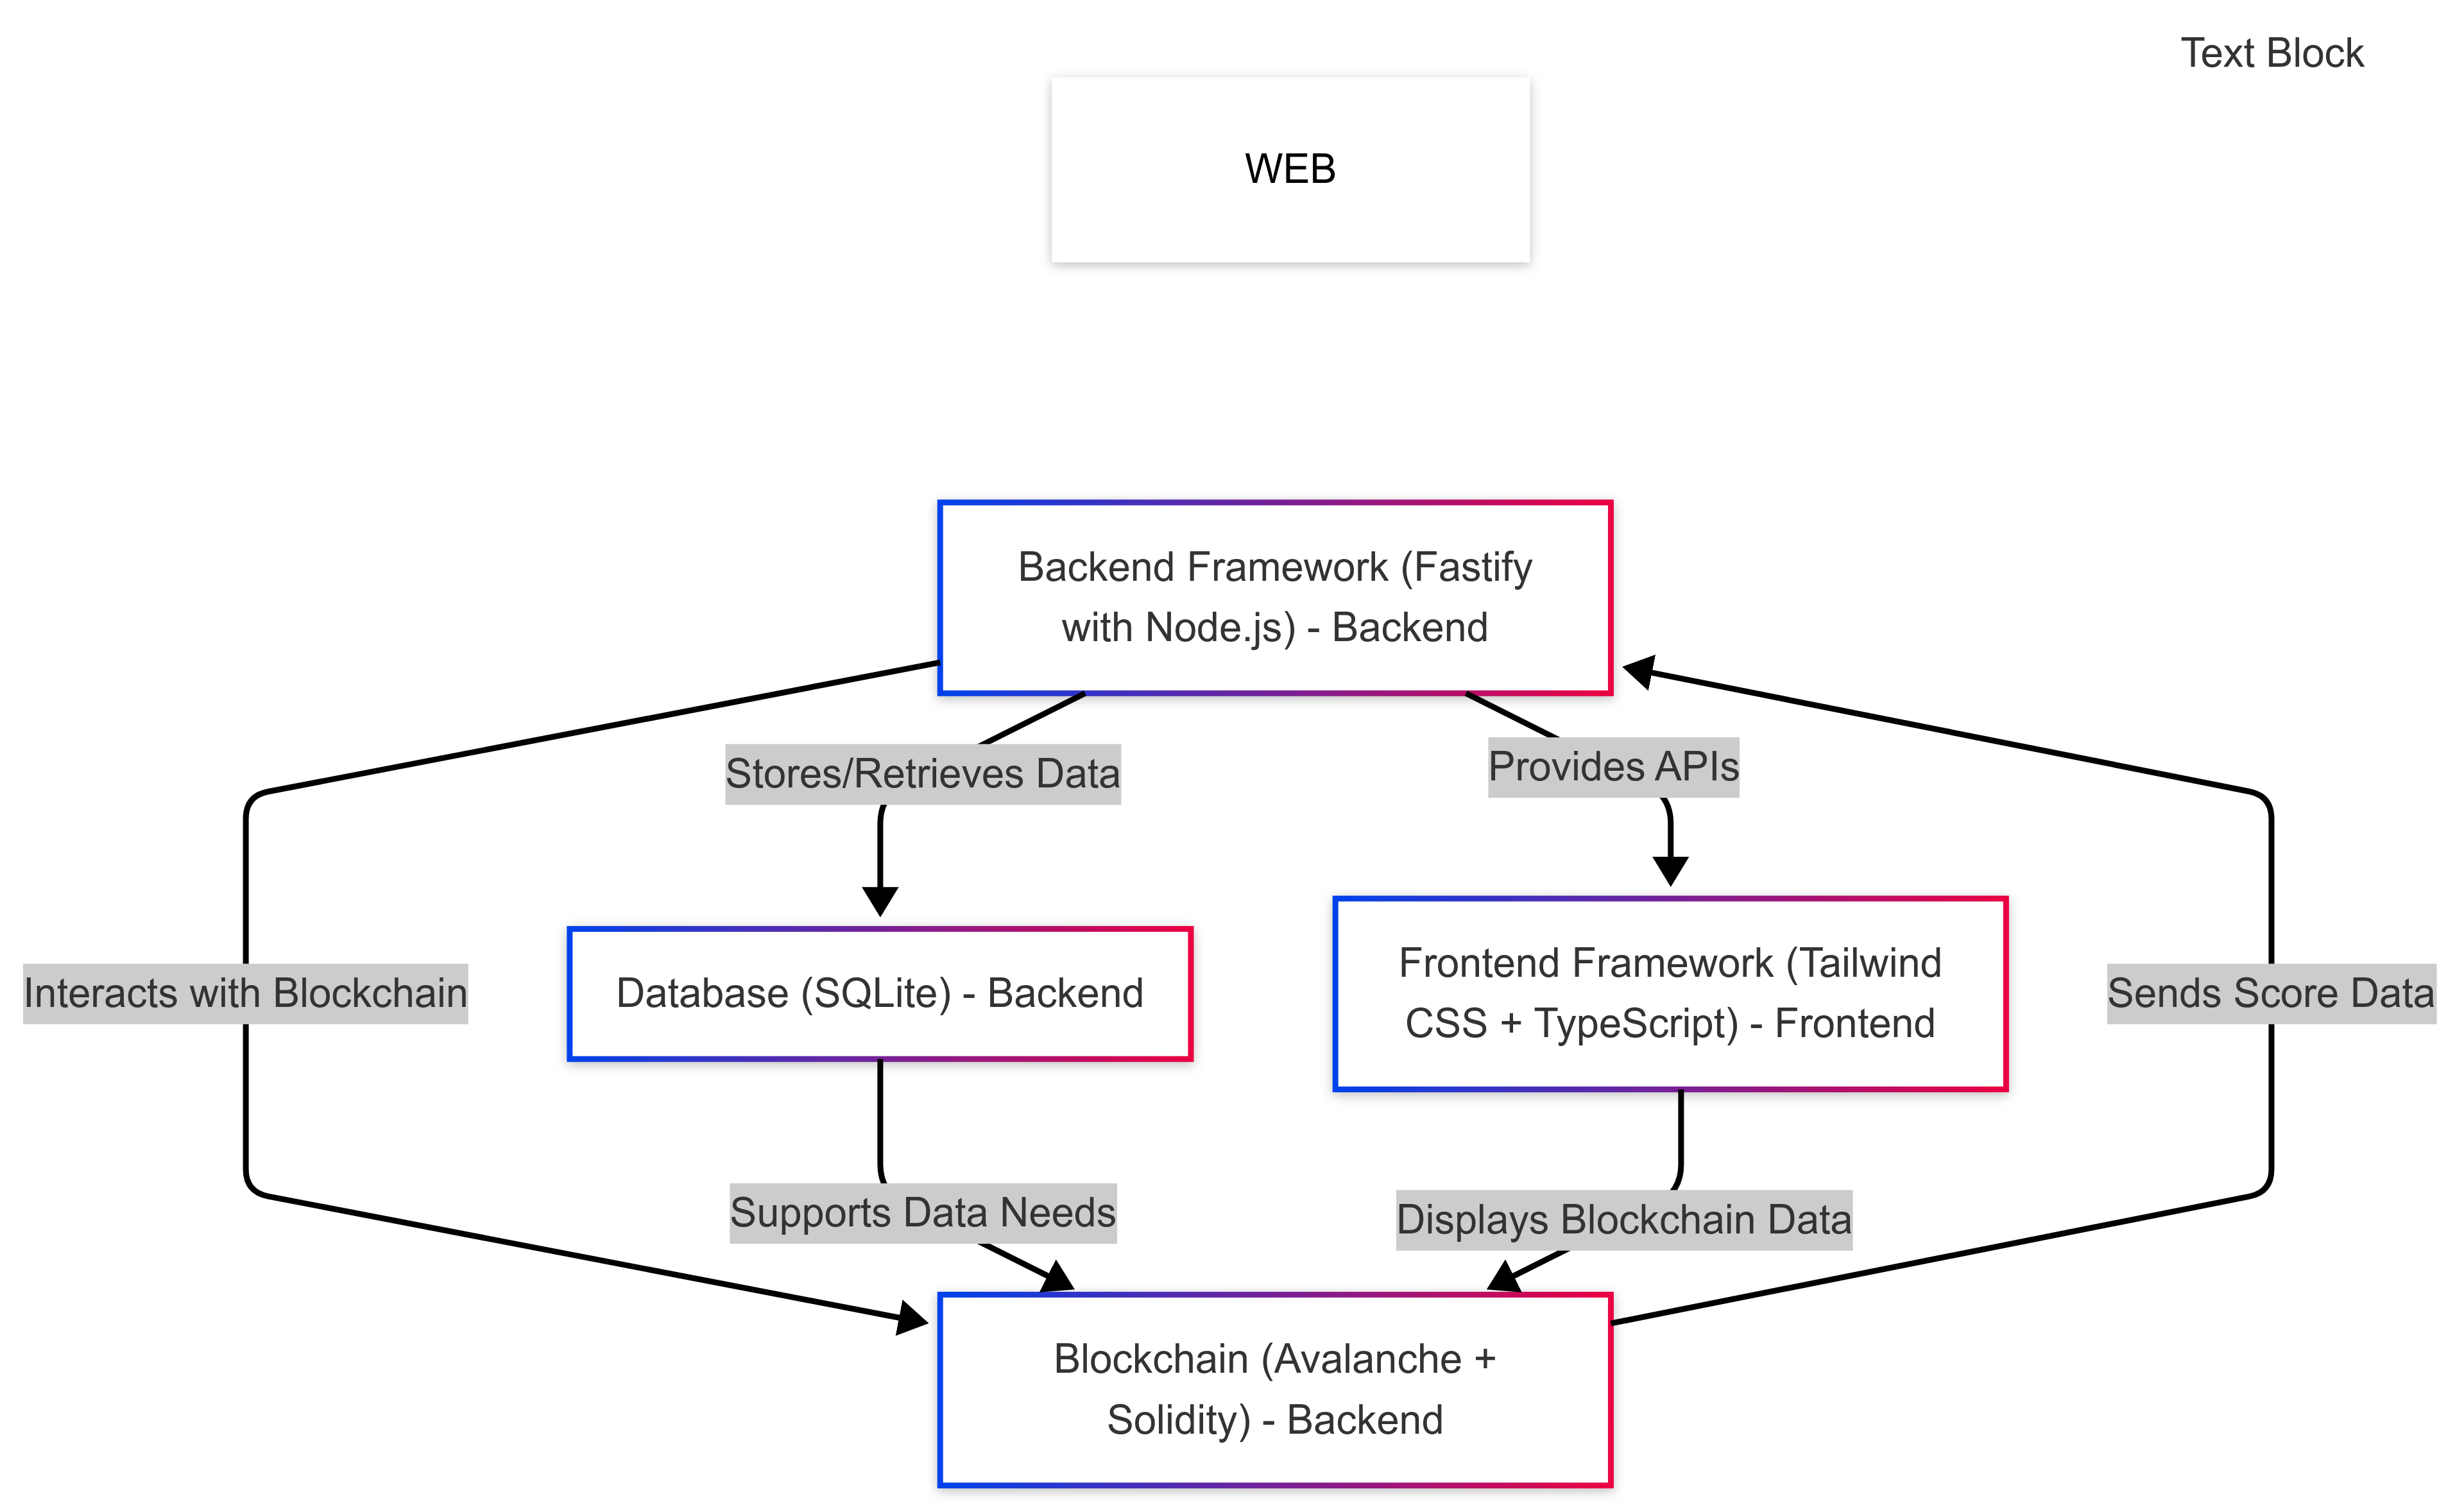 Text Block
WEB
Backend Framework (Fastify
with Node.js) - Backend
Stores/Retrieves Data
Provides APIs
Interacts with Blockchain
Database (SQLite) - Backend
Frontend Framework (Tailwind
CSS + TypeScript) - Frontend
Sends Score Data
Supports Data Needs
Displays Blockchain Data
Blockchain (Avalanche +
Solidity) - Backend